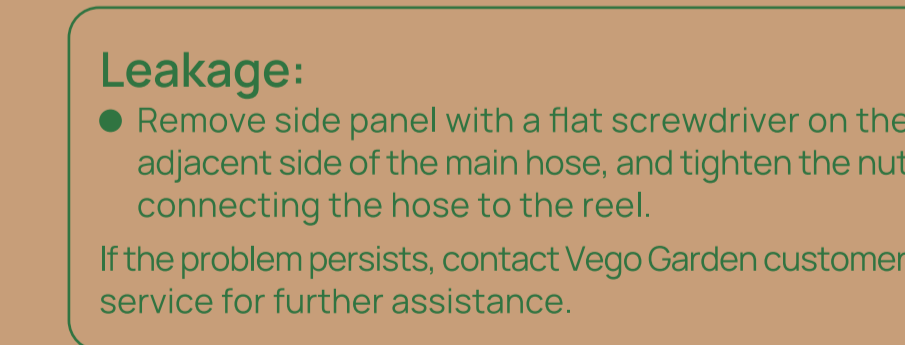 Leakage:
● Remove side panel with a flat screwdriver on the
adjacent side of the main hose, and tighten the nut
connecting the hose to the reel.
If the problem persists, contact Vego Garden customer
service for further assistance.